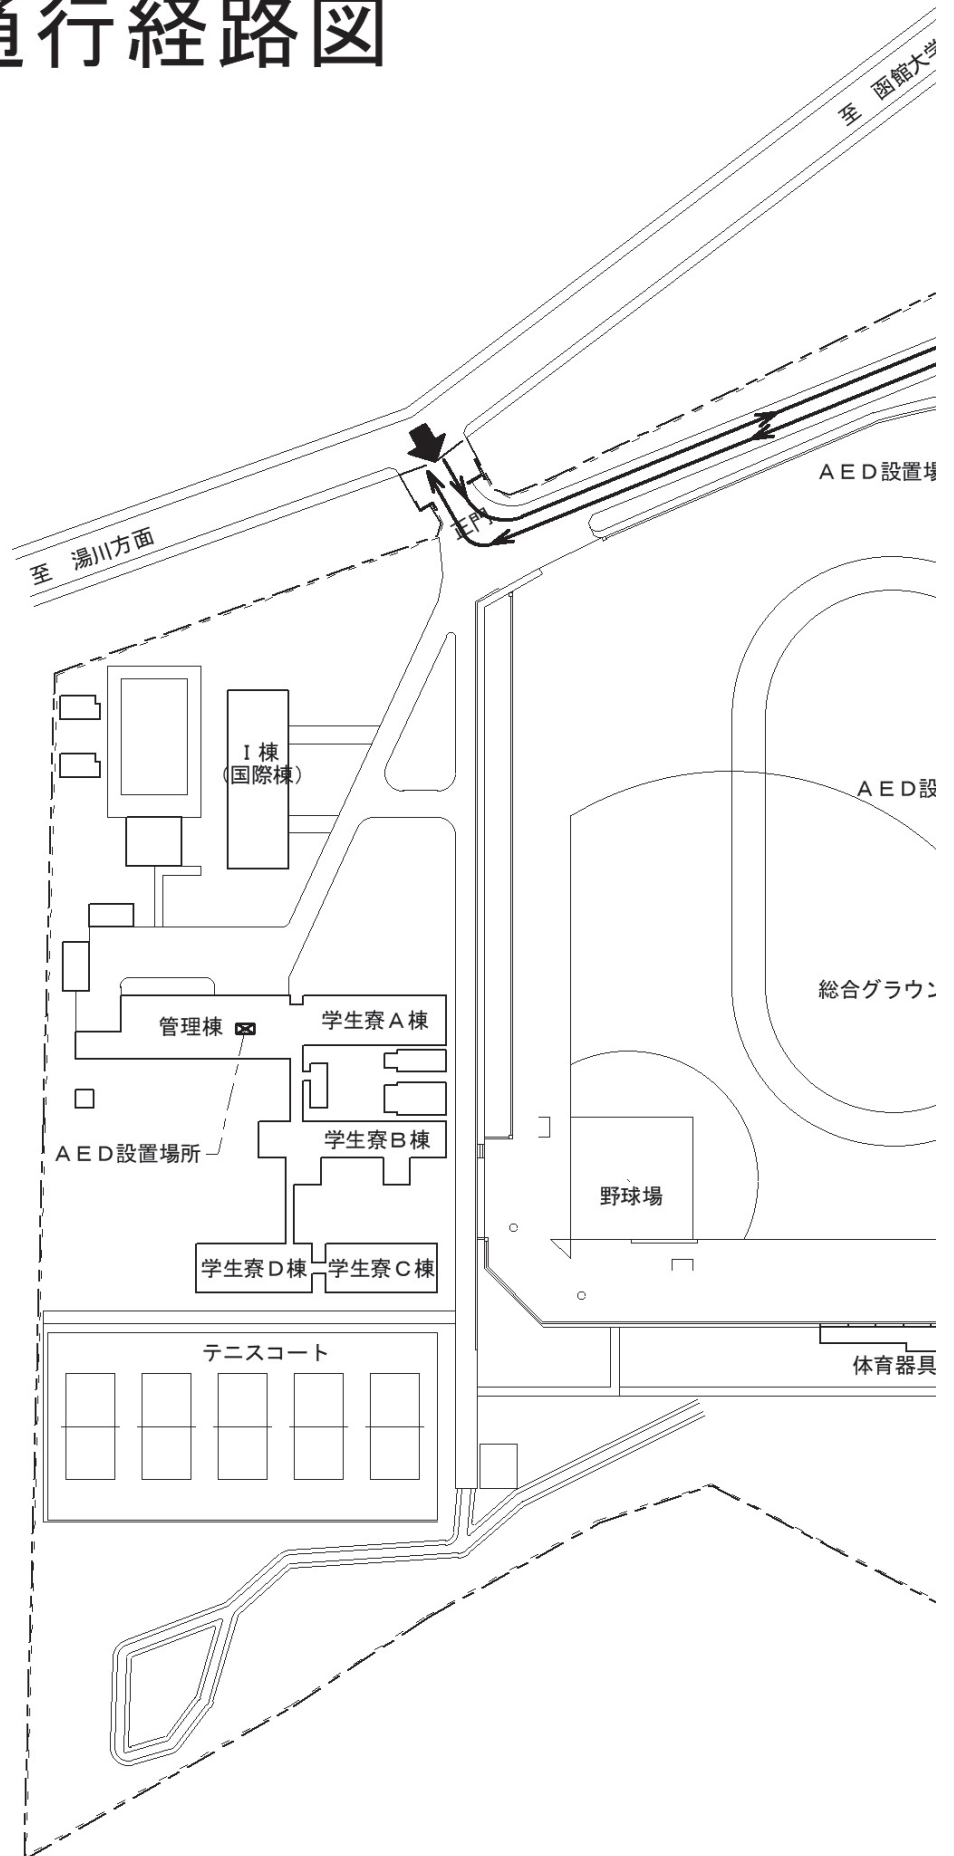 通行経路図
至　函館大学
AED設置場
正門
至　湯川方面
I棟
（国際棟）
AED設
総合グラウン
管理棟
学生寮A棟
学生寮B棟
AED設置場所
野球場
学生寮D棟
学生寮C棟
テニスコート
体育器具